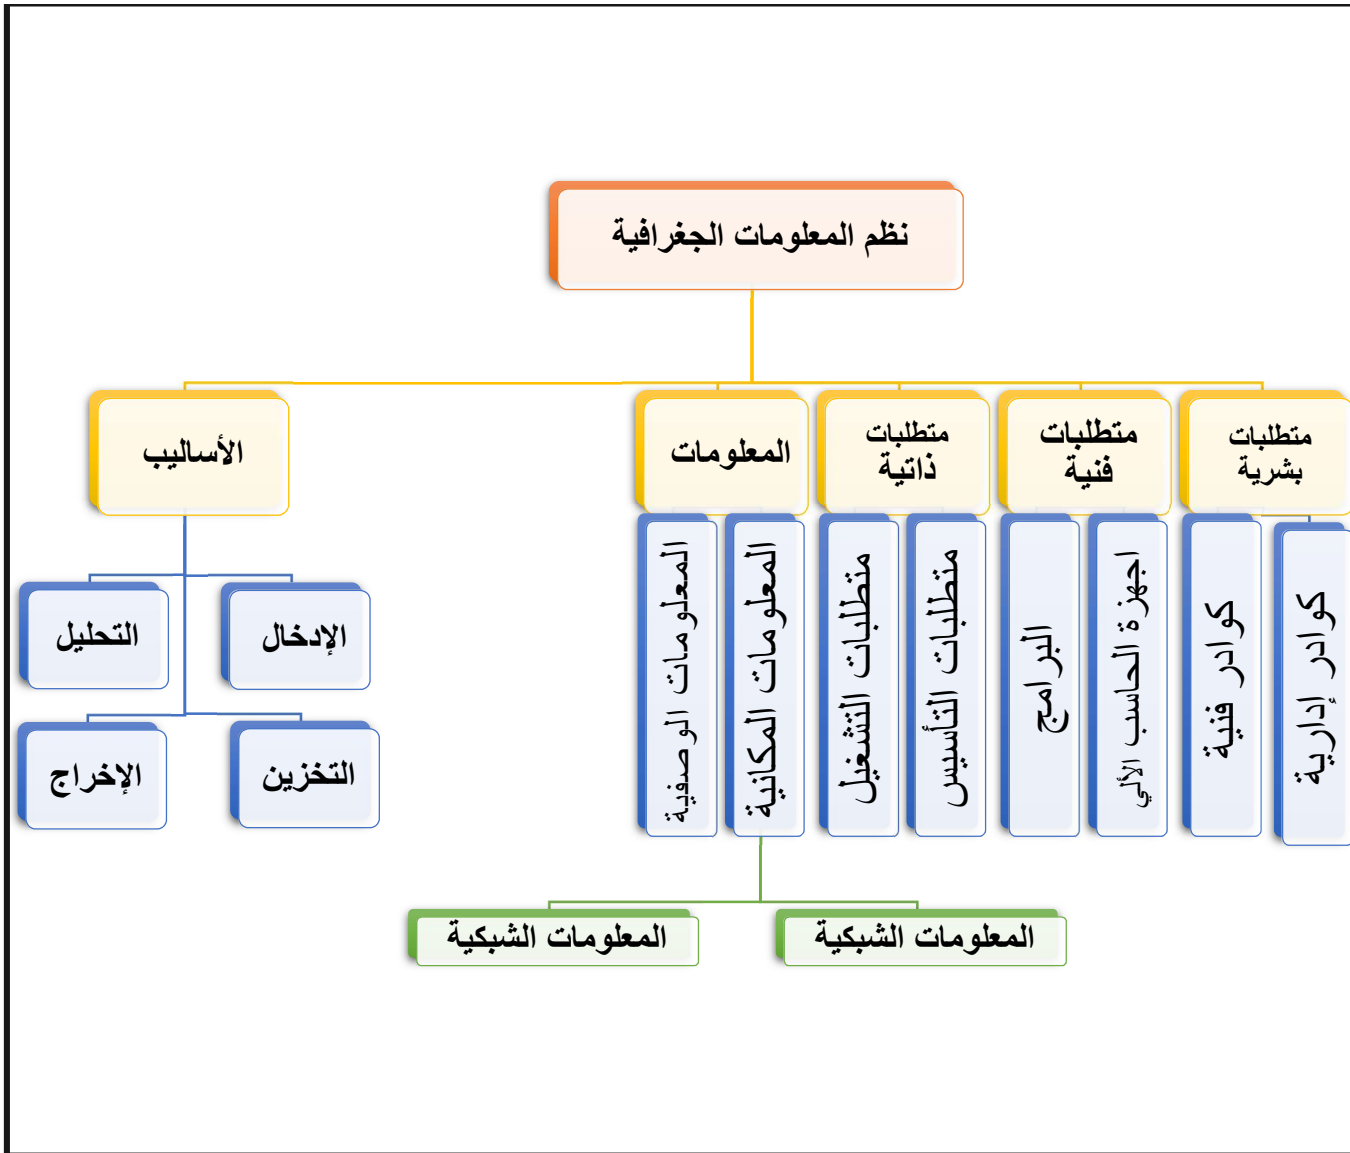 نظم المعلومات الجغرافية
متطلبات
بشرية
متطلبات
فنية
متطلبات
ذاتية
المعلومات
الأساليب
كوادر إدارية
كوادر فنية
اجهزة الحاسب الألي
البرامج
متطلبات التأسيس
متطلبات التشغيل
المعلومات المكانية
المعلومات الوصفية
الإدخال
التحليل
التخزين
الإخراج
المعلومات الشبكية
المعلومات الشبكية